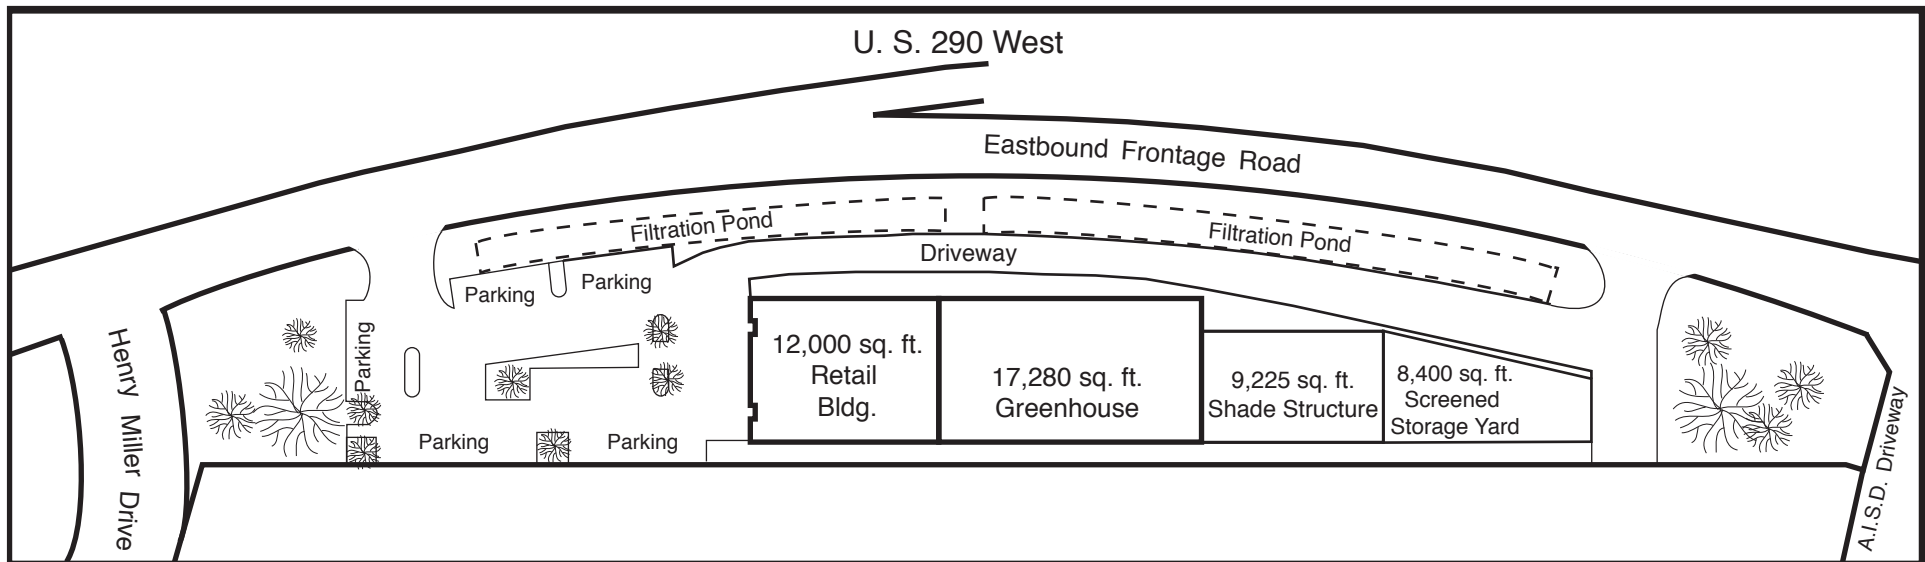 U. S. 290 West
Eastbound Frontage Road
Filtration Pond
Filtration Pond
Driveway
Parking
Parking
Parking
Henry Miller Drive
12,000 sq. ft.
Retail
Bldg.
17,280 sq. ft.
Greenhouse
9,225 sq. ft.
Shade Structure
8,400 sq. ft.
Screened
Storage Yard
Parking
Parking
A.I.S.D. Driveway